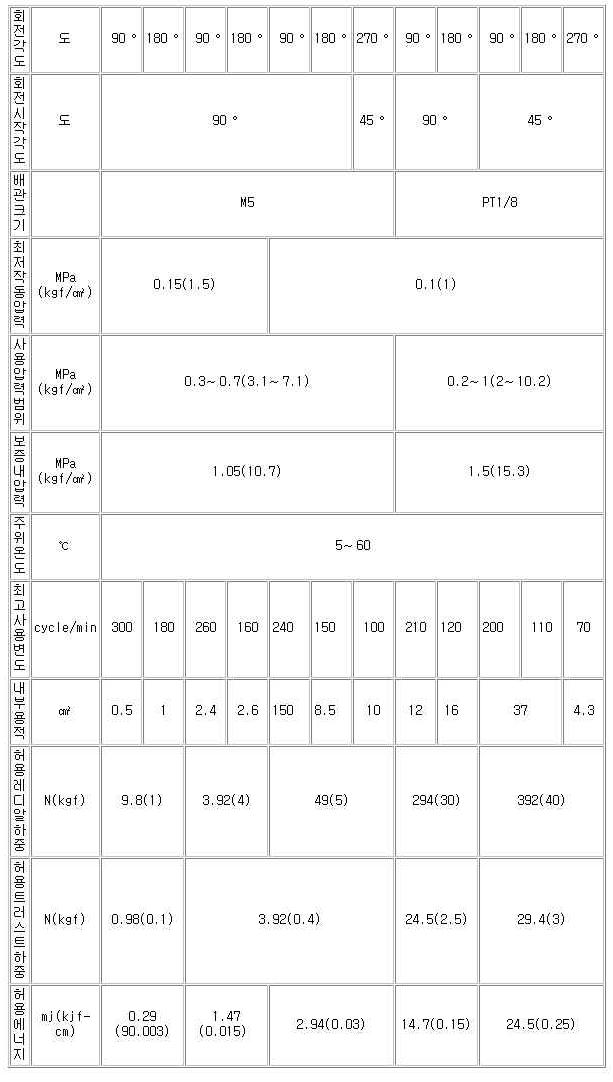 회전각도 도 90 ° 180 ° 90 ° 180 ° 90 ° 180 ° 270 ° 90 ° 180 ° 90 ° 180 ° 270 °
회전시작각도 도 90 ° 45 ° 90 ° 45 °
배관크기 M5 PT1/8
최저작동압력 MPa (kgf/㎠) 0.15(1.5) 0.1(1)
사용압력범위 MPa (kgf/㎠) 0.3~0.7(3.1~7.1) 0.2~1(2~10.2)
보증내압력 MPa (kgf/㎠) 1.05(10.7) 1.5(15.3)
주위온도 ℃ 5~60
최고사용변도 cycle/min 300 180 260 160 240 150 100 210 120 200 110 70
내부용적 ㎠ 0.5 1 2.4 2.6 150 8.5 10 12 16 37 4.3
허용레디알하중 N(kgf) 9.8(1) 3.92(4) 49(5) 294(30) 392(40)
허용트러스트하중 N(kgf) 0.98(0.1) 3.92(0.4) 24.5(2.5) 29.4(3)
허용에너지 mj(kjf-cm) 0.29 (90.003) 1.47 (0.015) 2.94(0.03) 14.7(0.15) 24.5(0.25)